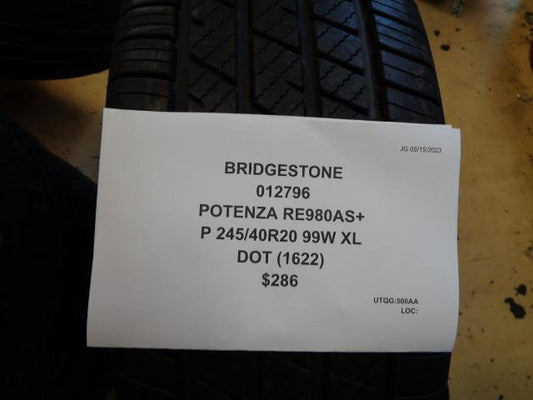 JG 05/15/2023
BRIDGESTONE
012796
POTENZA RE980AS+
P 245/40R20 99W XL
DOT (1622)
$286
UTQG:500AA
LOC: